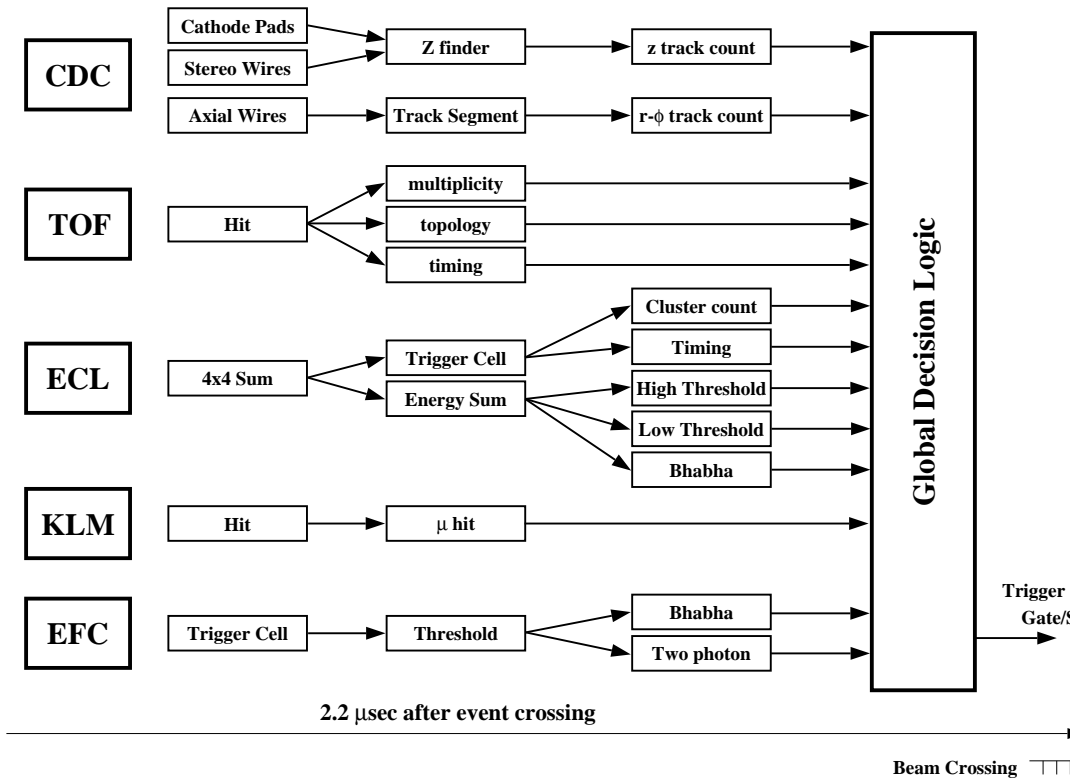 CDC
Cathode Pads
Stereo Wires
Z finder
z track count
Axial Wires
Track Segment
r-ϕ track count
TOF
Hit
multiplicity
topology
timing
ECL
4x4 Sum
Trigger Cell
Energy Sum
Cluster count
Timing
High Threshold
Low Threshold
Bhabha
KLM
Hit
μ hit
EFC
Trigger Cell
Threshold
Bhabha
Two photon
Global Decision Logic
Trigger
Gate/S
2.2 μsec after event crossing
Beam Crossing